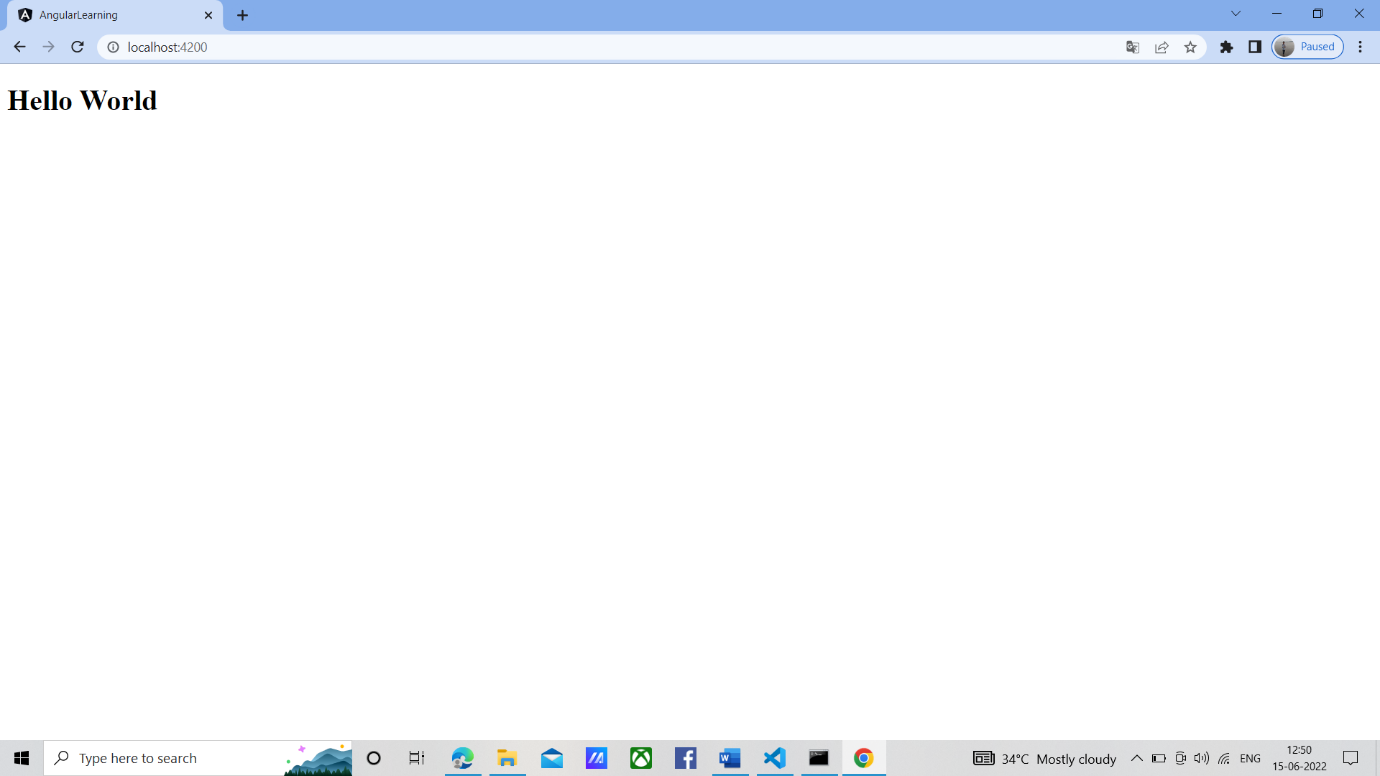 AngularLearning
localhost:4200
Paused
Hello World
Type here to search
34°C Mostly cloudy
ENG
12:50
15-06-2022